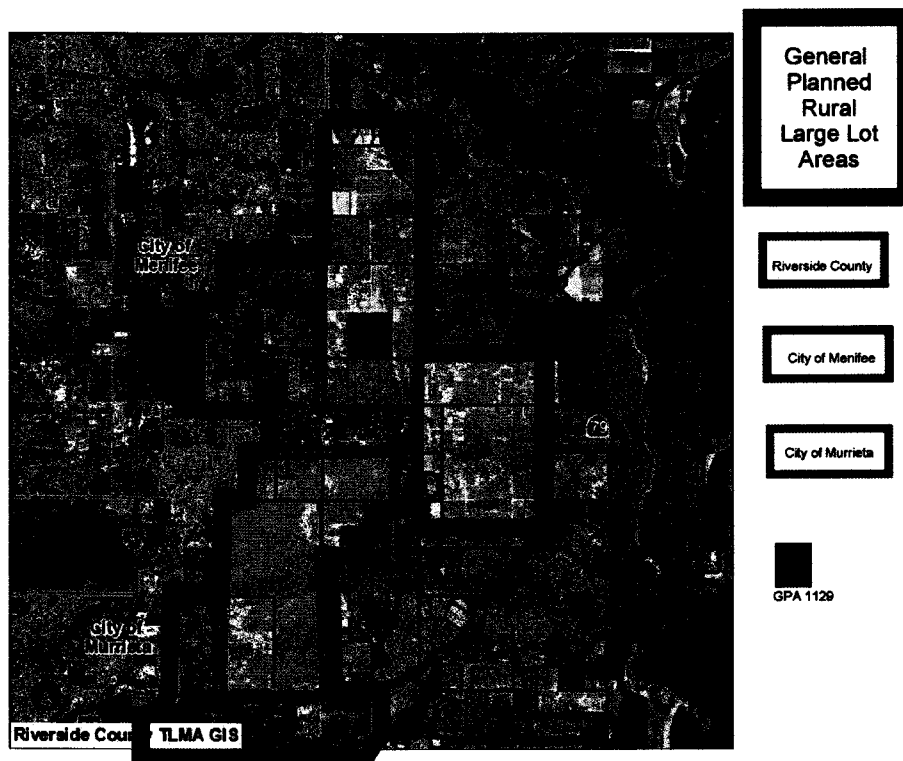 General
Planned
Rural
Large Lot
Areas
Riverside County
City of Menifee
City of Murrieta
GPA 1129
City of
Menifee
79
City of
Murrieta
Riverside County TLMA GIS